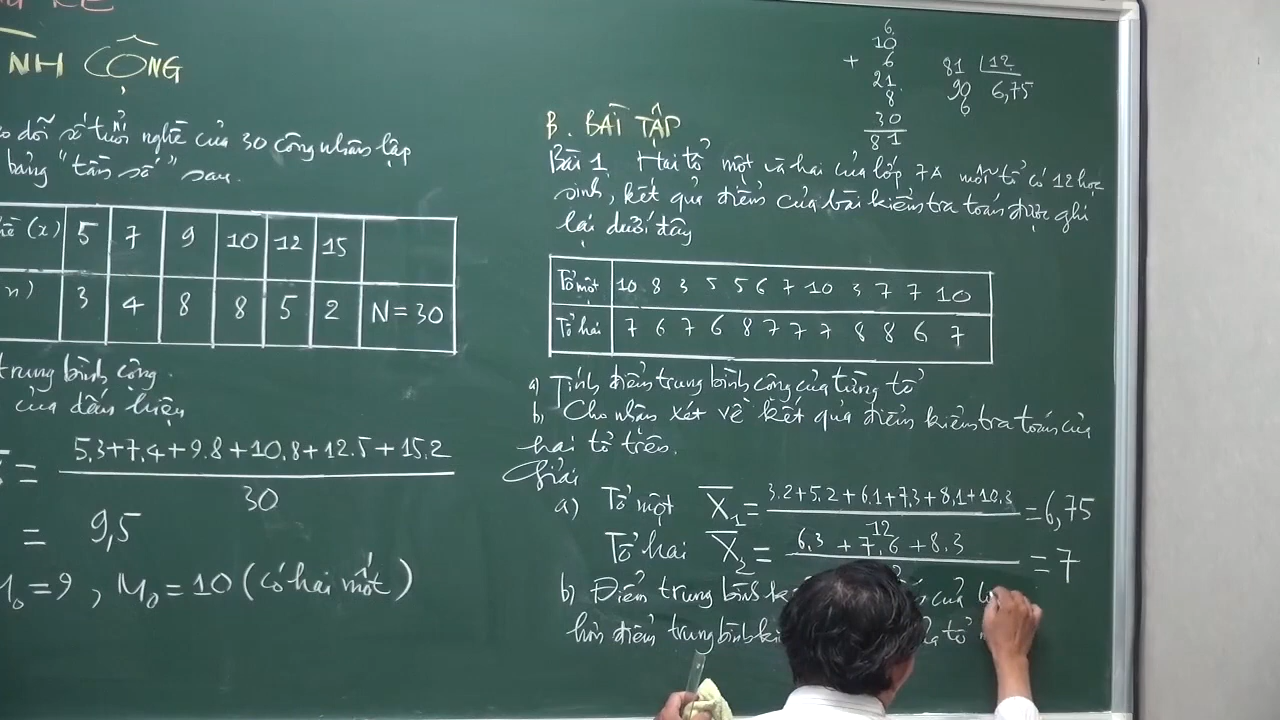 NH CỘNG
dõi số tuổi nghề của 30 công nhân lập
bảng "tần số" sau.
(x) 5 7 9 10 12 15
n) 3 4 8 8 5 2 N = 30
trung bình cộng.
của dấu hiệu
= 5.3+7.4+9.8+10.8+12.5+15.2
30
= 9,5
M₀ = 9 , M₀ = 10 (có hai mốt)
6
10
+ 6
21
8
30
81
81 12
90 6,75
6
B. BÀI TẬP
Bài 1 Hai tổ một và hai của lớp 7A mỗi tổ có 12 học
sinh, kết quả điểm của bài kiểm tra toán được ghi
lại dưới đây
Tổ một 10 8 3 5 5 6 7 10 3 7 7 10
Tổ hai 7 6 7 6 8 7 7 7 8 8 6 7
a) Tính điểm trung bình cộng của từng tổ
b, Cho nhận xét về kết quả điểm kiểm tra toán của
hai tổ trên.
Giải
a) Tổ một X̅₁ = 3.2+5.2+6.1+7.3+8.1+10.3 = 6,75
12
Tổ hai X̅₂ = 6.3 + 7.6 + 8.3 = 7
b) Điểm trung bình của
hơn điểm trung bình tổ